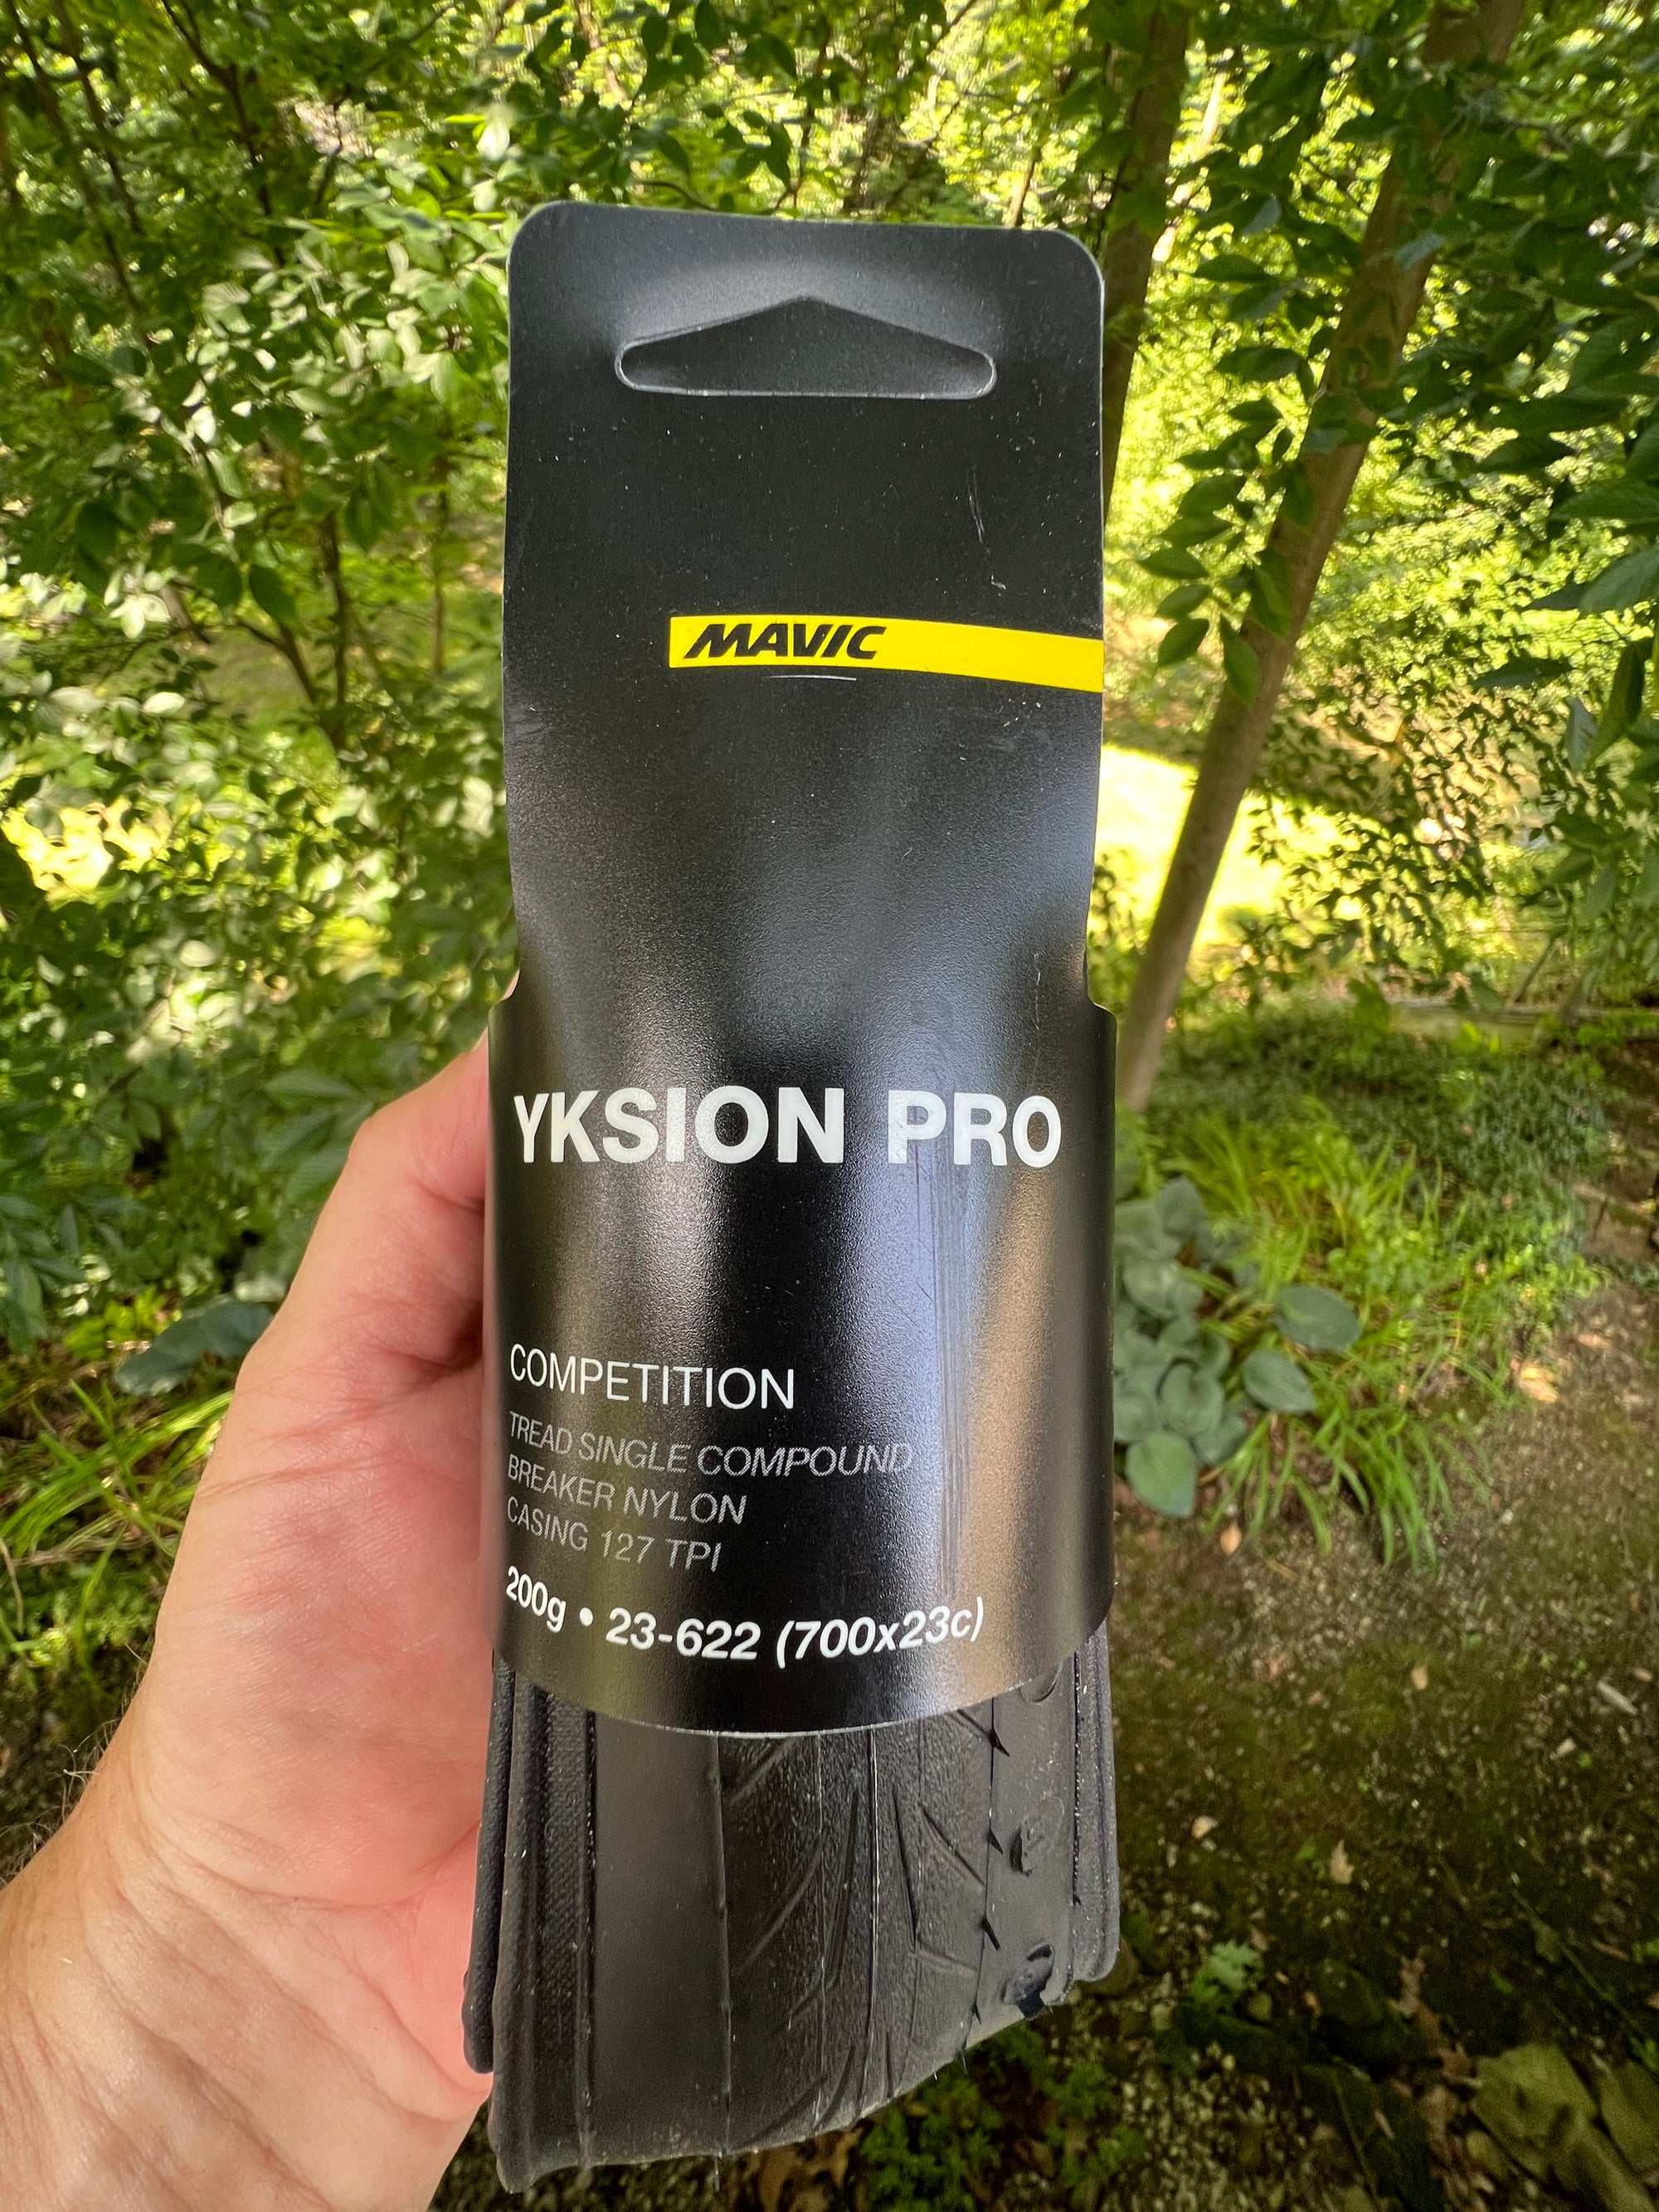 MAVIC
YKSION PRO
COMPETITION
TREAD SINGLE COMPOUND
BREAKER NYLON
CASING 127 TPI
200g • 23-622 (700x23c)